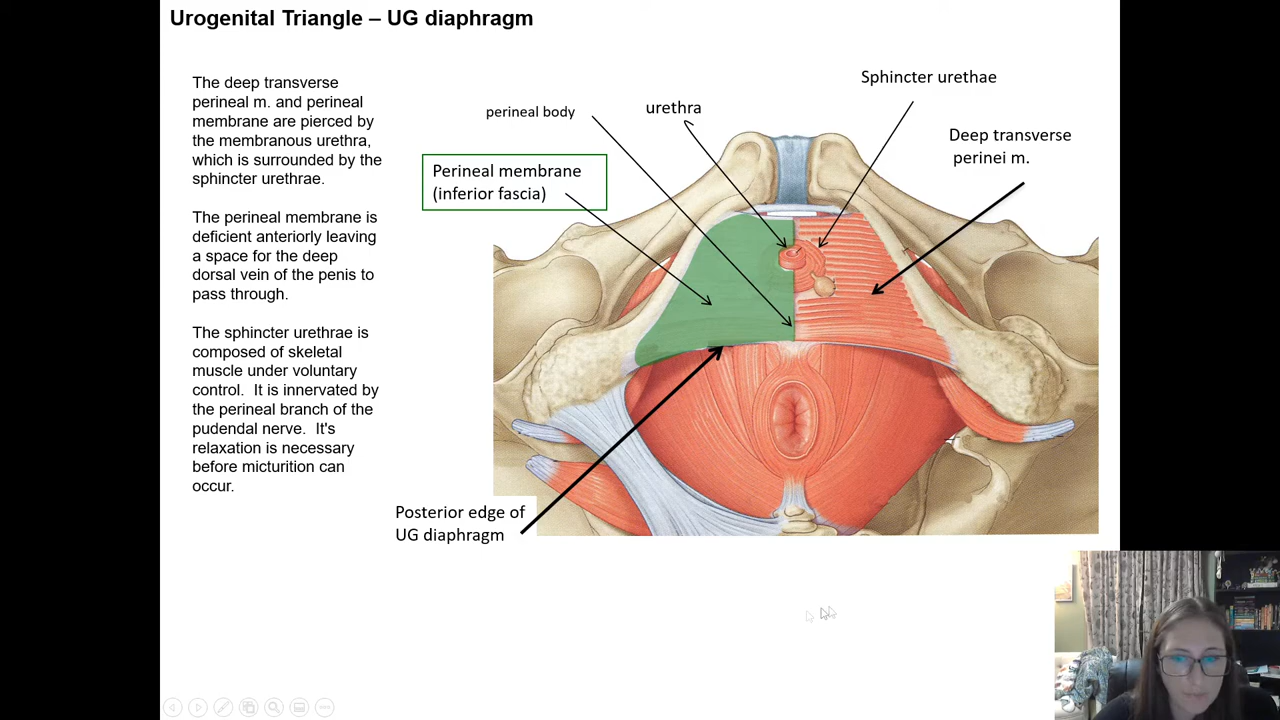 Urogenital Triangle – UG diaphragm
The deep transverse
perineal m. and perineal
membrane are pierced by
the membranous urethra,
which is surrounded by the
sphincter urethrae.
The perineal membrane is
deficient anteriorly leaving
a space for the deep
dorsal vein of the penis to
pass through.
The sphincter urethrae is
composed of skeletal
muscle under voluntary
control.  It is innervated by
the perineal branch of the
pudendal nerve.  It's
relaxation is necessary
before micturition can
occur.
perineal body
urethra
Sphincter urethae
Deep transverse
perinei m.
Perineal membrane
(inferior fascia)
Posterior edge of
UG diaphragm